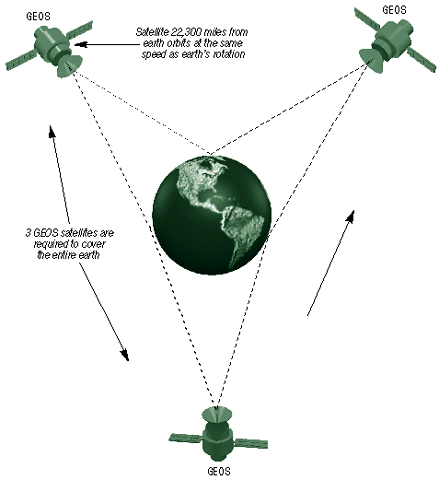 GEOS
GEOS
Satellite 22,300 miles from
earth orbits at the same
speed as earth's rotation
3 GEOS satellites are
required to cover
the entire earth
GEOS